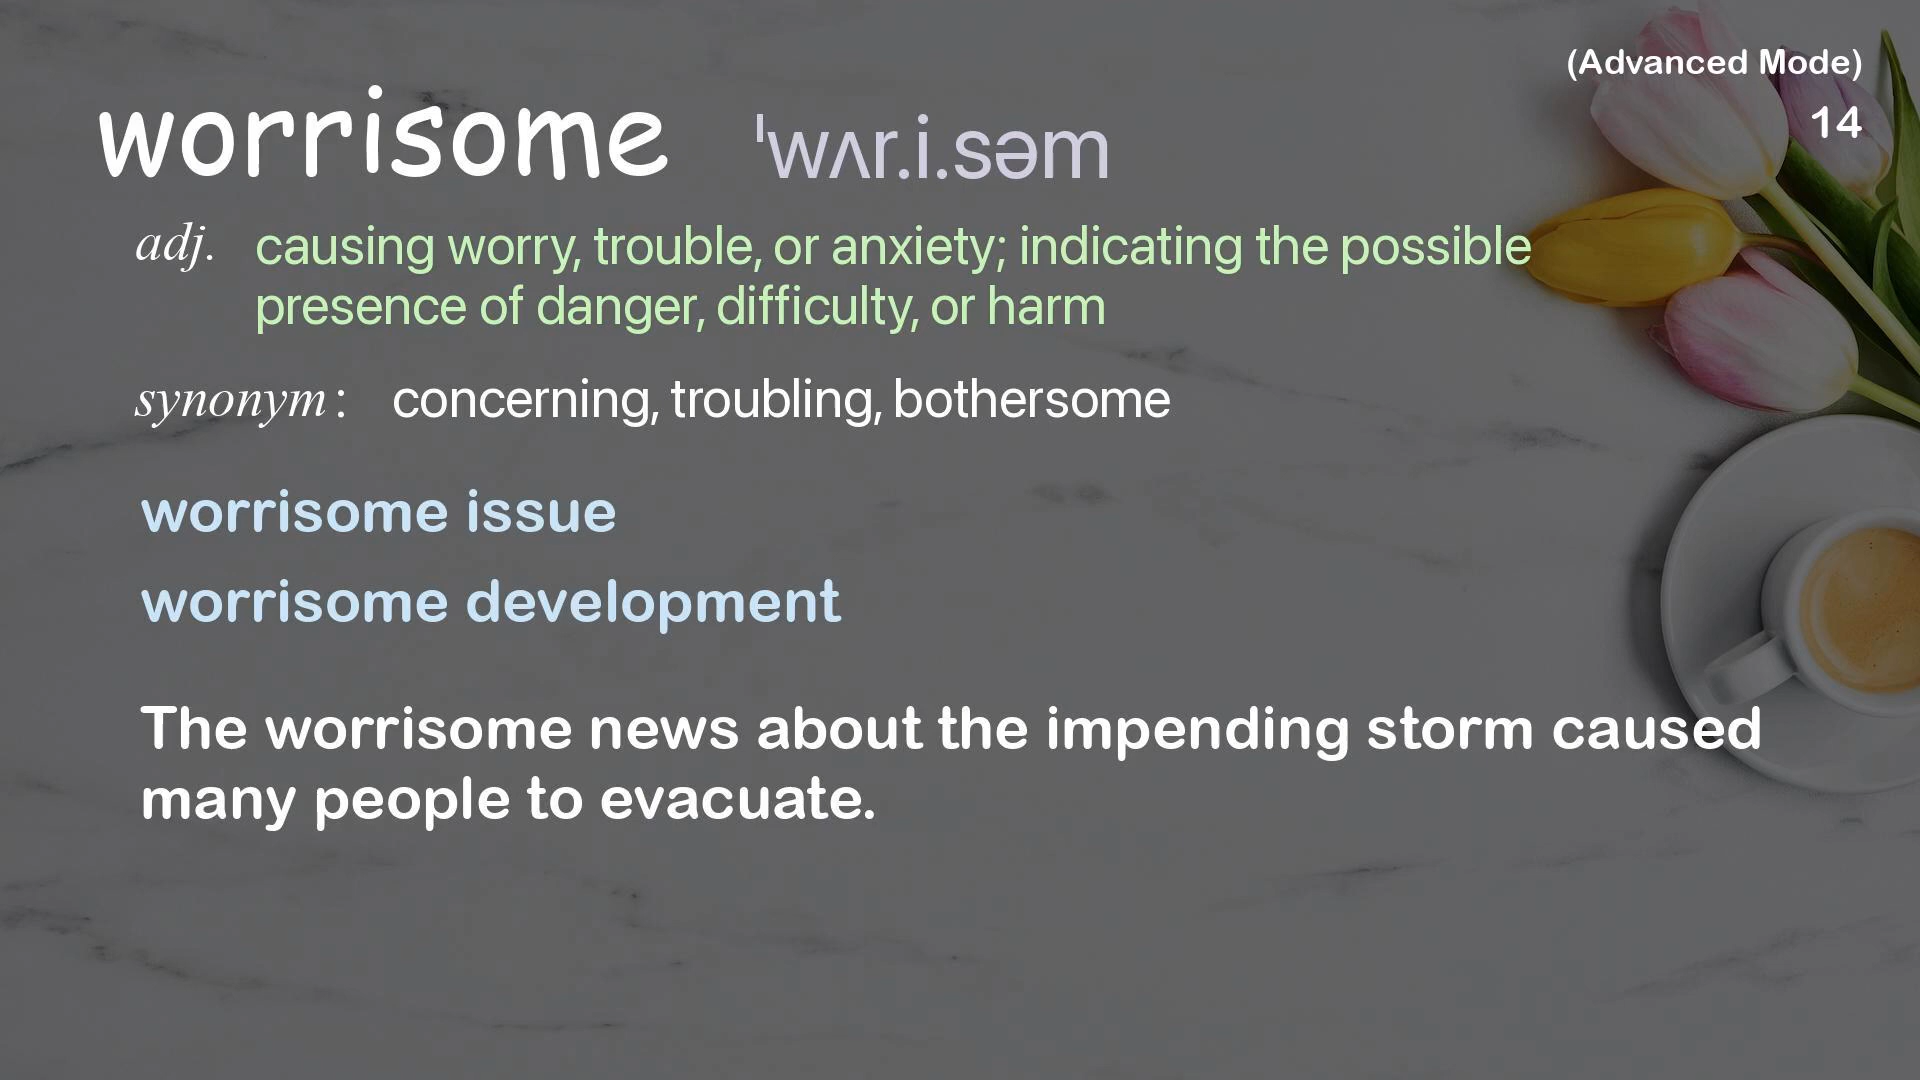 (Advanced Mode)
14
worrisome ˈwʌr.i.səm
adj. causing worry, trouble, or anxiety; indicating the possible
presence of danger, difficulty, or harm
synonym : concerning, troubling, bothersome
worrisome issue
worrisome development
The worrisome news about the impending storm caused
many people to evacuate.